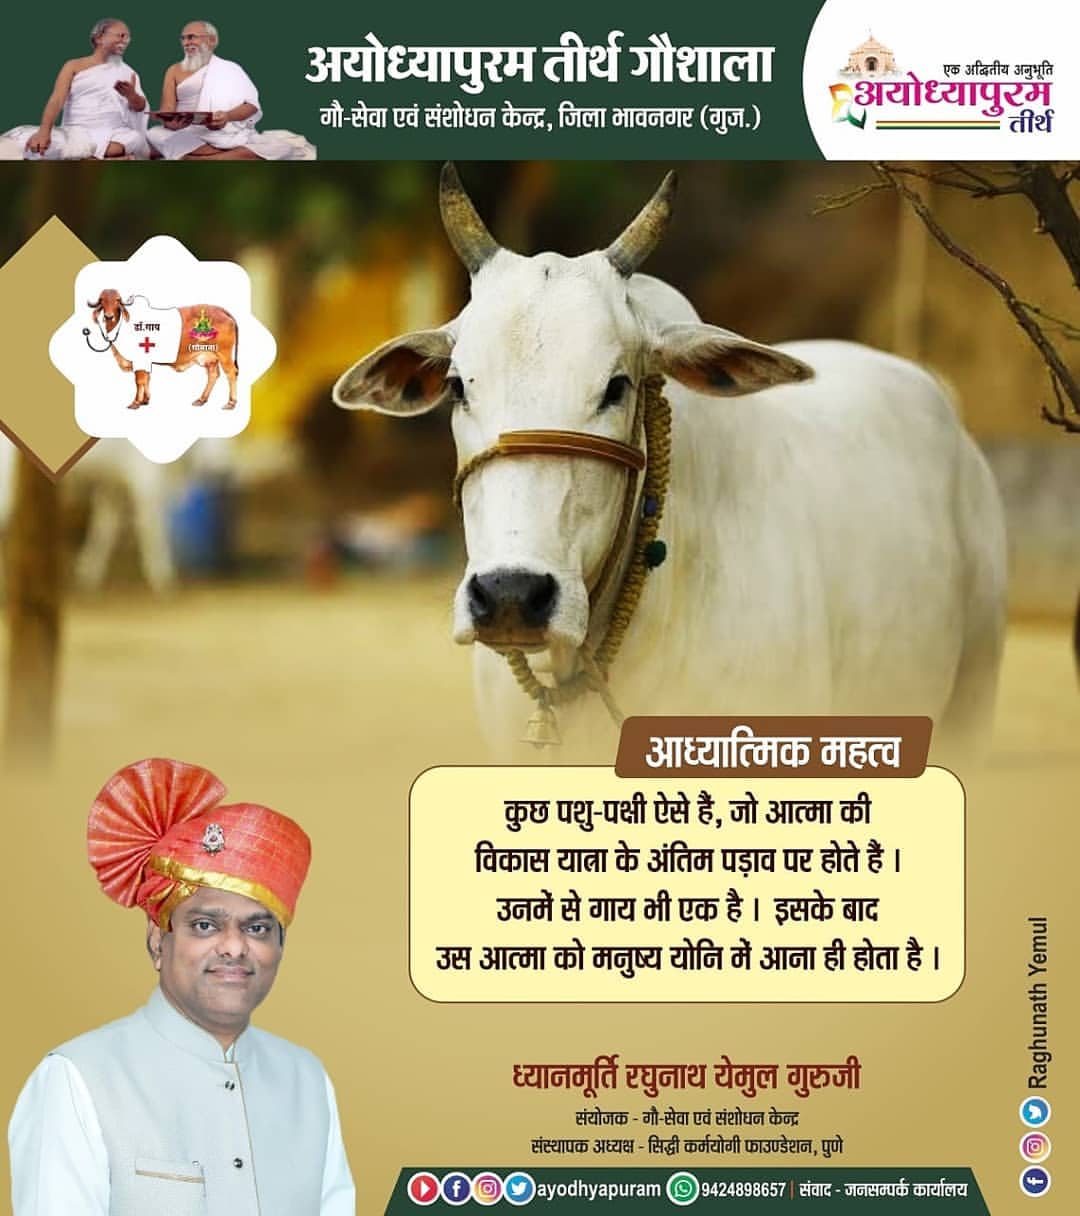 अयोध्यापुरम तीर्थ गौशाला
गौ-सेवा एवं संशोधन केन्द्र, जिला भावनगर (गुज.)
एक अद्वितीय अनुभूति
अयोध्यापुरम
तीर्थ
डॉ.गाय
(गोमाता)
आध्यात्मिक महत्व
कुछ पशु-पक्षी ऐसे हैं, जो आत्मा की
विकास यात्रा के अंतिम पड़ाव पर होते हैं ।
उनमें से गाय भी एक है । इसके बाद
उस आत्मा को मनुष्य योनि में आना ही होता है ।
ध्यानमूर्ति रघुनाथ येमुल गुरुजी
संयोजक - गौ-सेवा एवं संशोधन केन्द्र
संस्थापक अध्यक्ष - सिद्धी कर्मयोगी फाउण्डेशन, पुणे
ayodhyapuram 9424898657 | संवाद - जनसम्पर्क कार्यालय
Raghunath Yemul